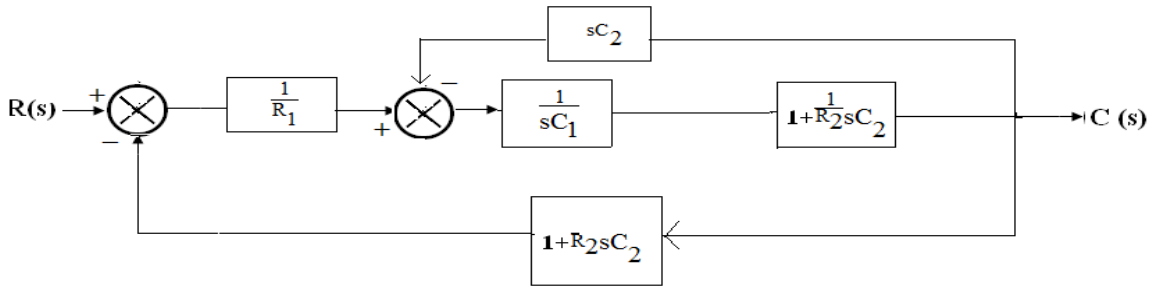 sC2
−
R(s) + 1/R1 + 1/sC1 1/1+R2sC2 C (s)
−
1+R2sC2